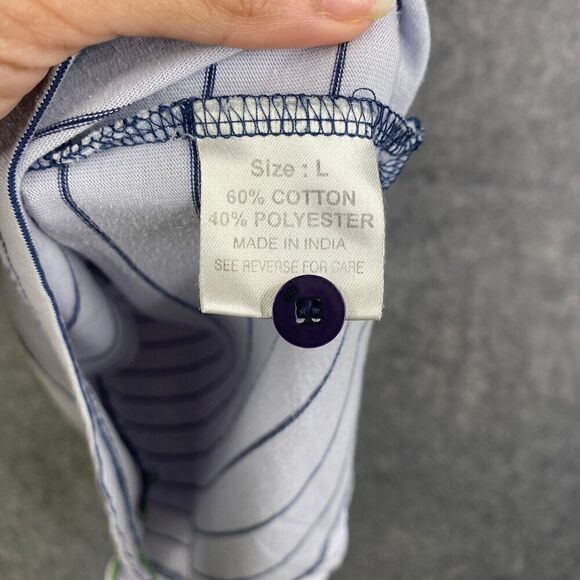 Size : L
60% COTTON
40% POLYESTER
MADE IN INDIA
SEE REVERSE FOR CARE